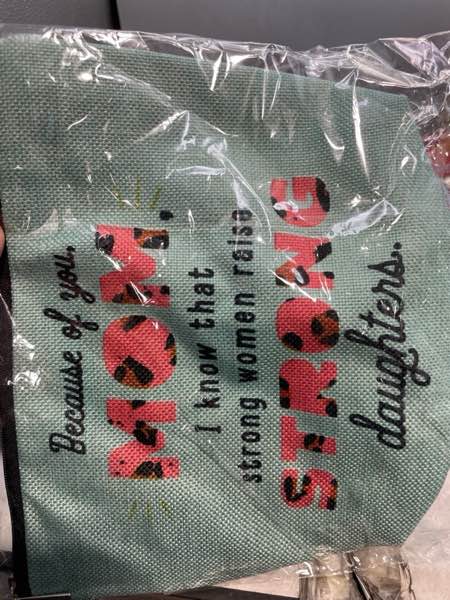 Because of you,
MOM,
I know that
strong women raise
STRONG
daughters.